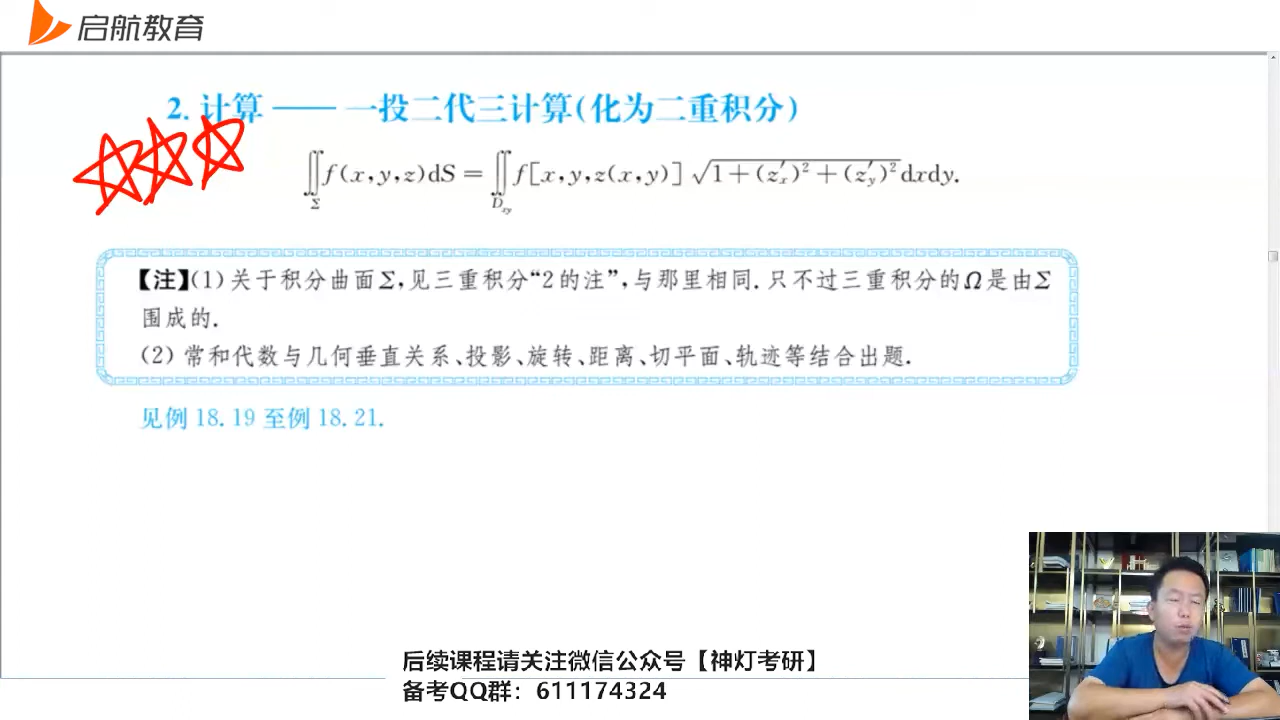 启航教育
2. 计算 —— 一投二代三计算(化为二重积分)
∬_Σ f(x,y,z)dS = ∬_{D_{xy}} f[x,y,z(x,y)] √(1+(z'_x)²+(z'_y)²) dxdy.
【注】(1)关于积分曲面Σ,见三重积分“2的注”,与那里相同.只不过三重积分的Ω是由Σ
围成的.
(2)常和代数与几何垂直关系、投影、旋转、距离、切平面、轨迹等结合出题.
见例 18.19 至例 18.21.
后续课程请关注微信公众号【神灯考研】
备考QQ群：611174324